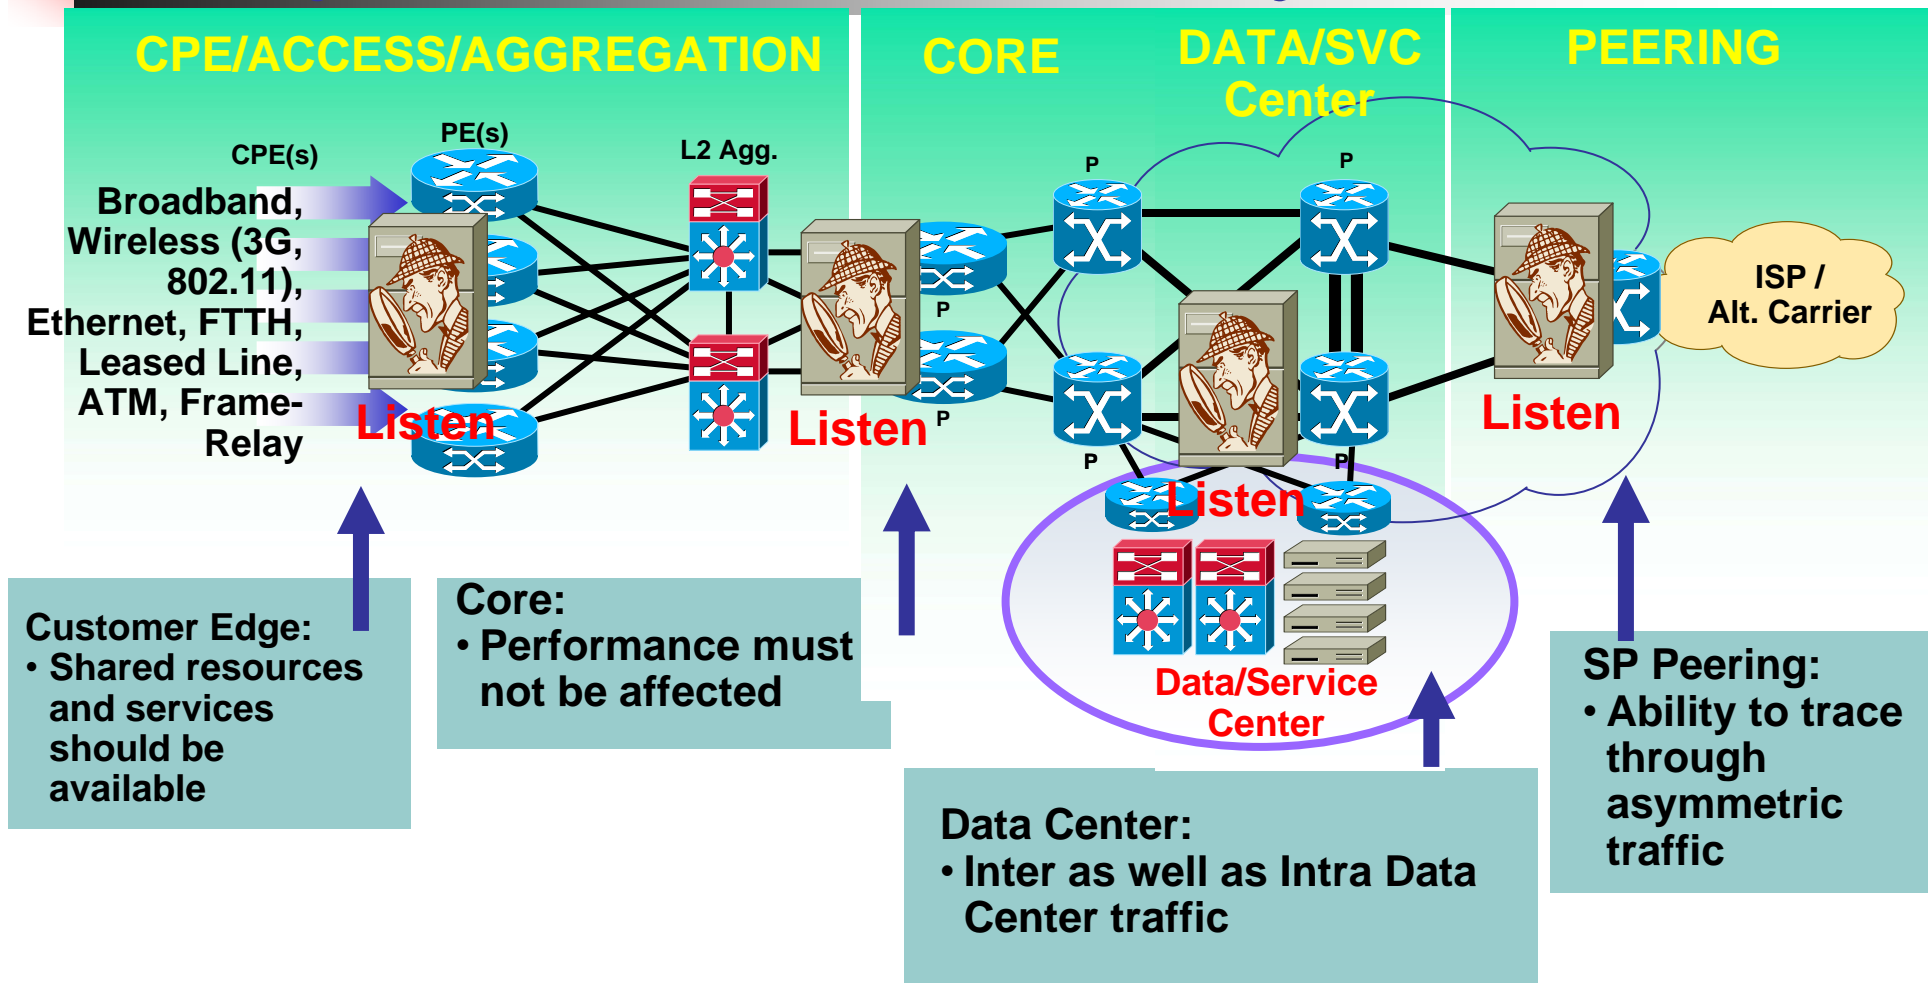 CPE/ACCESS/AGGREGATION
CORE
DATA/SVC
Center
PEERING
CPE(s)
PE(s)
L2 Agg.
P
P
Broadband,
Wireless (3G,
802.11),
Ethernet, FTTH,
Leased Line,
ATM, Frame-
Relay
P
P
P
P
ISP /
Alt. Carrier
Listen
Listen
Listen
Listen
Data/Service
Center
Customer Edge:
• Shared resources
and services
should be
available
Core:
• Performance must
not be affected
Data Center:
• Inter as well as Intra Data
Center traffic
SP Peering:
• Ability to trace
through
asymmetric
traffic